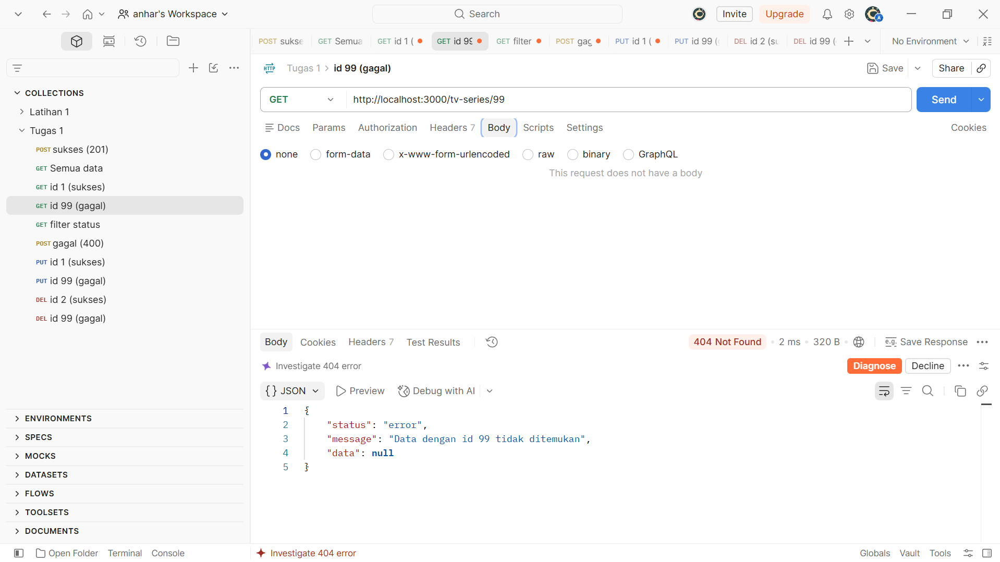 anhar's Workspace
Search
Invite
Upgrade
POST sukse
GET Semua
GET id 1 (
GET id 99
GET filter
POST gag
PUT id 1 (
PUT id 99 (
DEL id 2 (su
DEL id 99 (
No Environment
HTTP
Tugas 1 > id 99 (gagal)
Save
Share
COLLECTIONS
Latihan 1
Tugas 1
POST sukses (201)
GET Semua data
GET id 1 (sukses)
GET id 99 (gagal)
GET filter status
POST gagal (400)
PUT id 1 (sukses)
PUT id 99 (gagal)
DEL id 2 (sukses)
DEL id 99 (gagal)
ENVIRONMENTS
SPECS
MOCKS
DATASETS
FLOWS
TOOLSETS
DOCUMENTS
GET
http://localhost:3000/tv-series/99
Send
Docs
Params
Authorization
Headers 7
Body
Scripts
Settings
Cookies
none
form-data
x-www-form-urlencoded
raw
binary
GraphQL
This request does not have a body
Body
Cookies
Headers 7
Test Results
404 Not Found
2 ms
320 B
e.g. Save Response
Investigate 404 error
Diagnose
Decline
{} JSON
Preview
Debug with AI
1 {
2 "status": "error",
3 "message": "Data dengan id 99 tidak ditemukan",
4 "data": null
5 }
Open Folder
Terminal
Console
Investigate 404 error
Globals
Vault
Tools